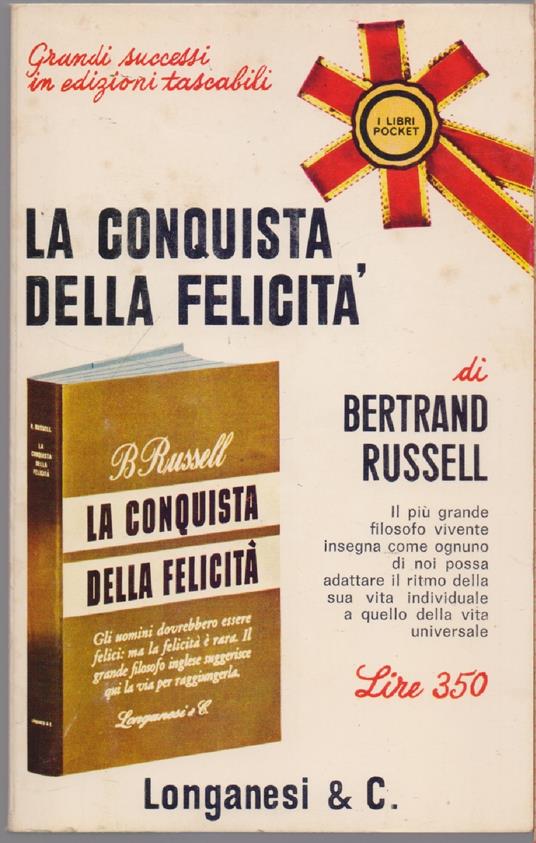 Grandi successi
in edizioni tascabili
I LIBRI
POCKET
LA CONQUISTA
DELLA FELICITA'
di
BERTRAND
RUSSELL
Il più grande
filosofo vivente
insegna come ognuno
di noi possa
adattare il ritmo della
sua vita individuale
a quello della vita
universale
Lire 350
B. RUSSELL
LA
CONQUISTA
DELLA
FELICITÀ
LONGANESI & C.
B Russell
LA CONQUISTA
DELLA FELICITÀ
Gli uomini dovrebbero essere
felici: ma la felicità è rara. Il
grande filosofo inglese suggerisce
qui la via per raggiungerla.
Longanesi & C.
Longanesi & C.